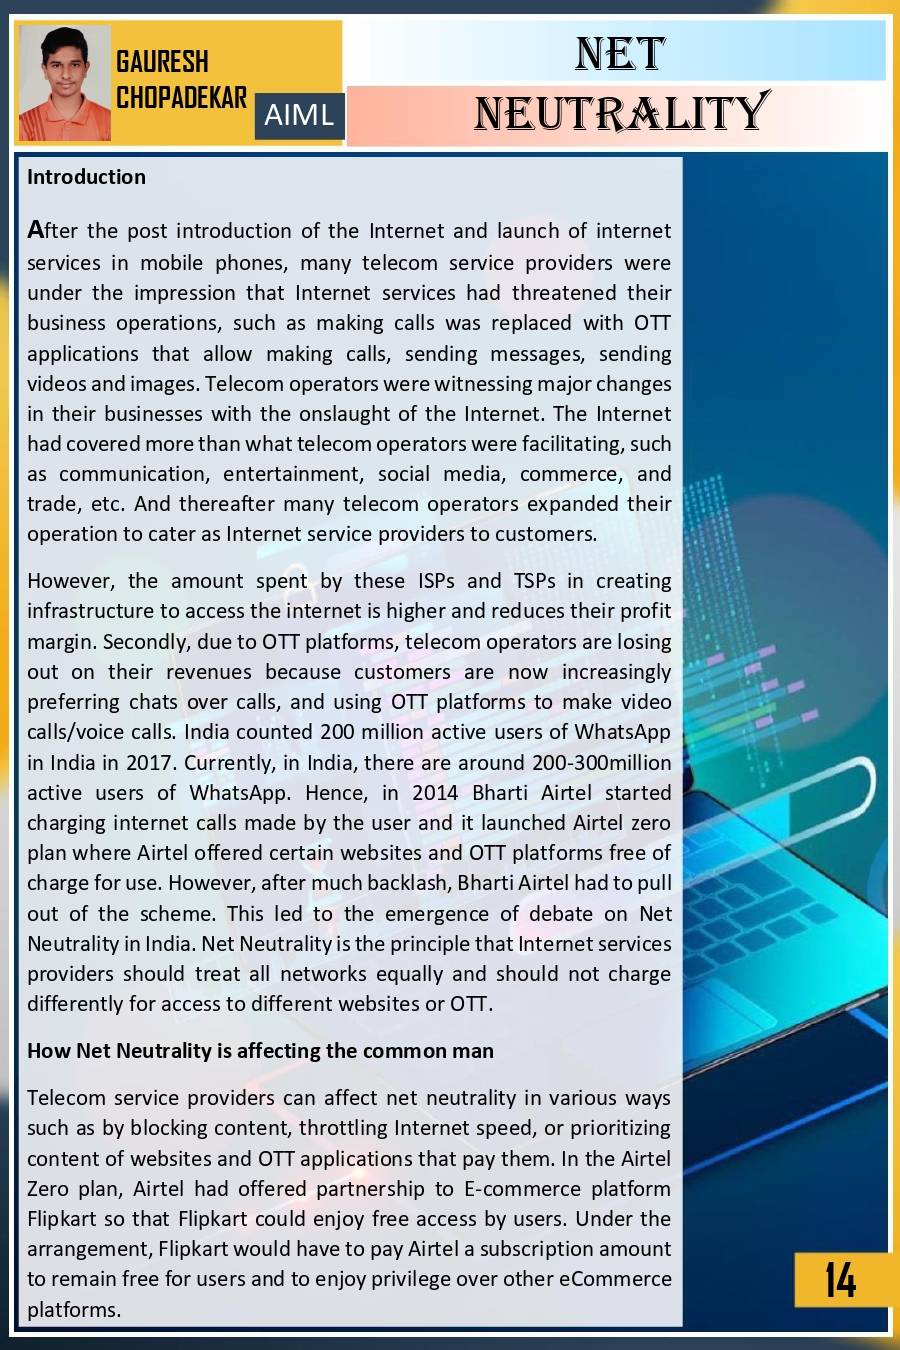 GAURESH
CHOPADEKAR
AIML
NET
NEUTRALITY
Introduction
After the post introduction of the Internet and launch of internet
services in mobile phones, many telecom service providers were
under the impression that Internet services had threatened their
business operations, such as making calls was replaced with OTT
applications that allow making calls, sending messages, sending
videos and images. Telecom operators were witnessing major changes
in their businesses with the onslaught of the Internet. The Internet
had covered more than what telecom operators were facilitating, such
as communication, entertainment, social media, commerce, and
trade, etc. And thereafter many telecom operators expanded their
operation to cater as Internet service providers to customers.
However, the amount spent by these ISPs and TSPs in creating
infrastructure to access the internet is higher and reduces their profit
margin. Secondly, due to OTT platforms, telecom operators are losing
out on their revenues because customers are now increasingly
preferring chats over calls, and using OTT platforms to make video
calls/voice calls. India counted 200 million active users of WhatsApp
in India in 2017. Currently, in India, there are around 200-300million
active users of WhatsApp. Hence, in 2014 Bharti Airtel started
charging internet calls made by the user and it launched Airtel zero
plan where Airtel offered certain websites and OTT platforms free of
charge for use. However, after much backlash, Bharti Airtel had to pull
out of the scheme. This led to the emergence of debate on Net
Neutrality in India. Net Neutrality is the principle that Internet services
providers should treat all networks equally and should not charge
differently for access to different websites or OTT.
How Net Neutrality is affecting the common man
Telecom service providers can affect net neutrality in various ways
such as by blocking content, throttling Internet speed, or prioritizing
content of websites and OTT applications that pay them. In the Airtel
Zero plan, Airtel had offered partnership to E-commerce platform
Flipkart so that Flipkart could enjoy free access by users. Under the
arrangement, Flipkart would have to pay Airtel a subscription amount
to remain free for users and to enjoy privilege over other eCommerce
platforms.
14